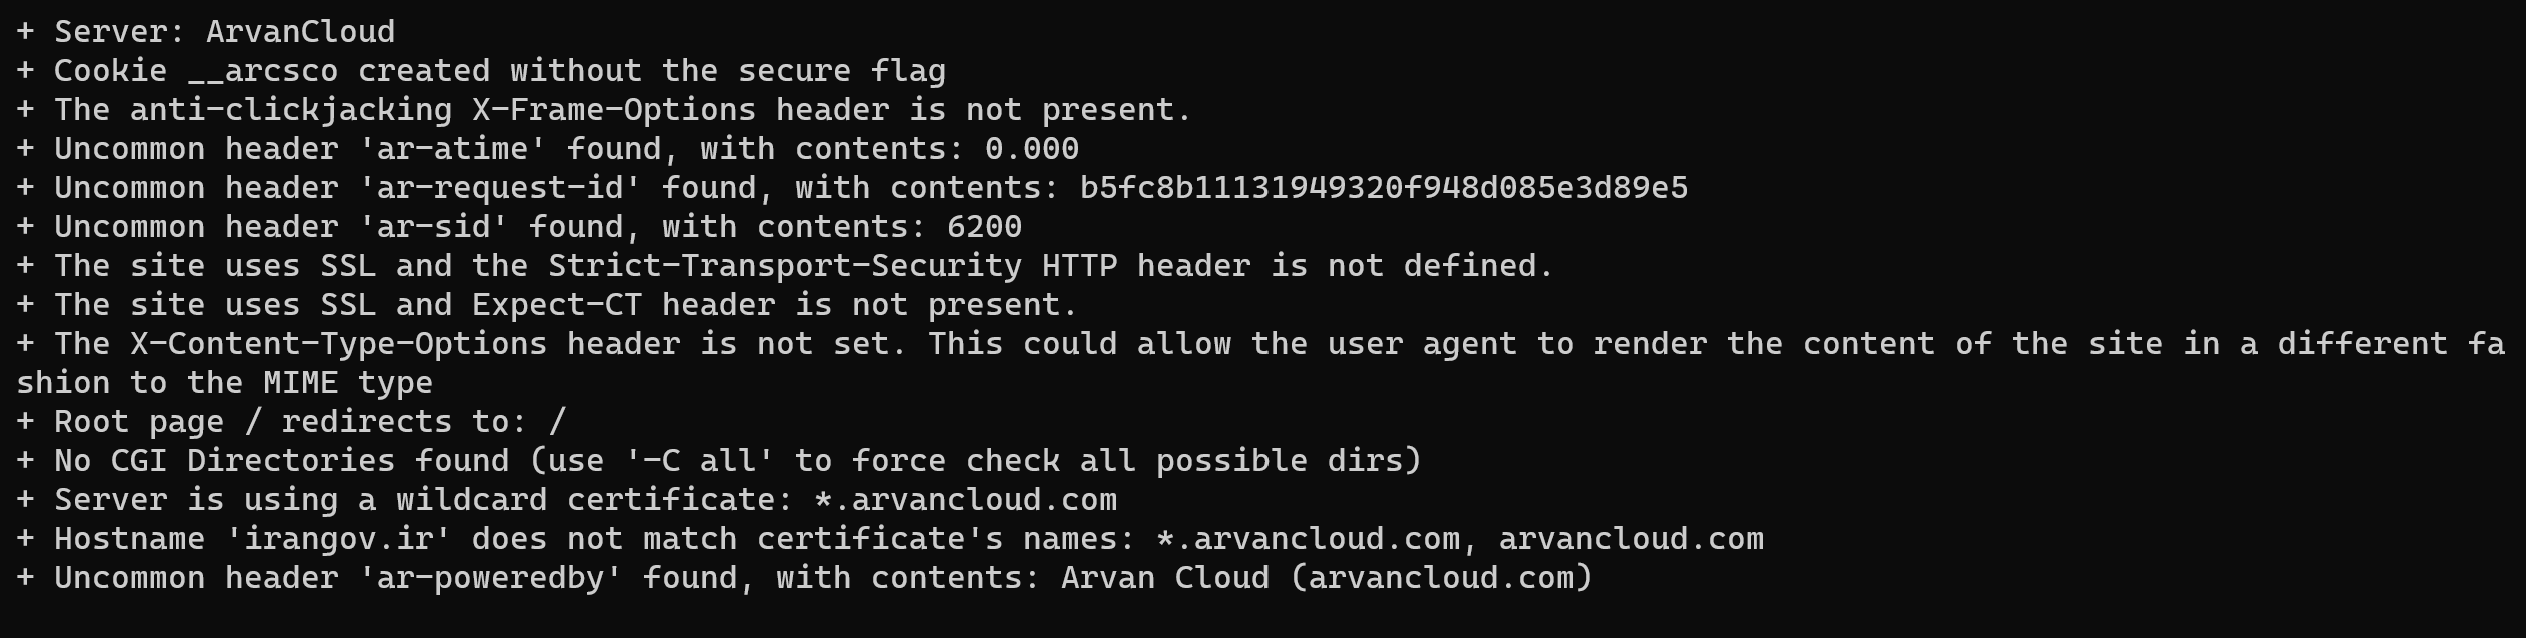 + Server: ArvanCloud
+ Cookie __arcsco created without the secure flag
+ The anti-clickjacking X-Frame-Options header is not present.
+ Uncommon header 'ar-atime' found, with contents: 0.000
+ Uncommon header 'ar-request-id' found, with contents: b5fc8b11131949320f948d085e3d89e5
+ Uncommon header 'ar-sid' found, with contents: 6200
+ The site uses SSL and the Strict-Transport-Security HTTP header is not defined.
+ The site uses SSL and Expect-CT header is not present.
+ The X-Content-Type-Options header is not set. This could allow the user agent to render the content of the site in a different fa
shion to the MIME type
+ Root page / redirects to: /
+ No CGI Directories found (use '-C all' to force check all possible dirs)
+ Server is using a wildcard certificate: *.arvancloud.com
+ Hostname 'irangov.ir' does not match certificate's names: *.arvancloud.com, arvancloud.com
+ Uncommon header 'ar-poweredby' found, with contents: Arvan Cloud (arvancloud.com)